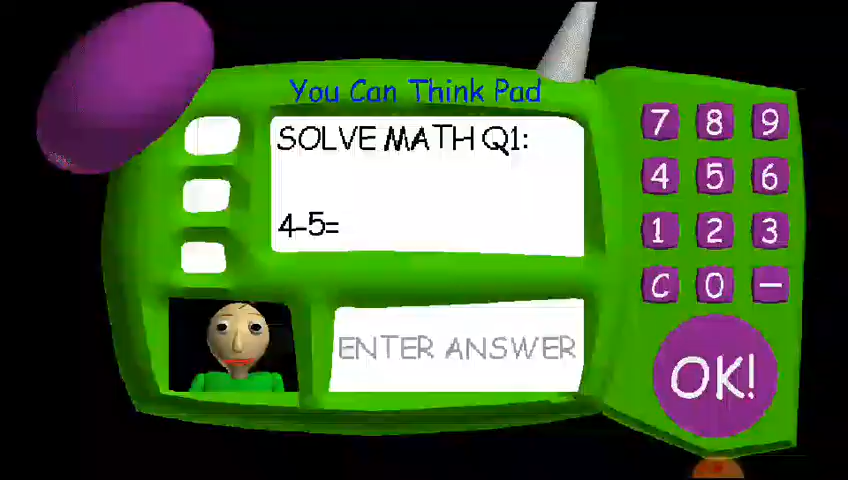 You Can Think Pad
SOLVE MATH Q1:
4-5=
ENTER ANSWER
7 8 9
4 5 6
1 2 3
C 0 -
OK!